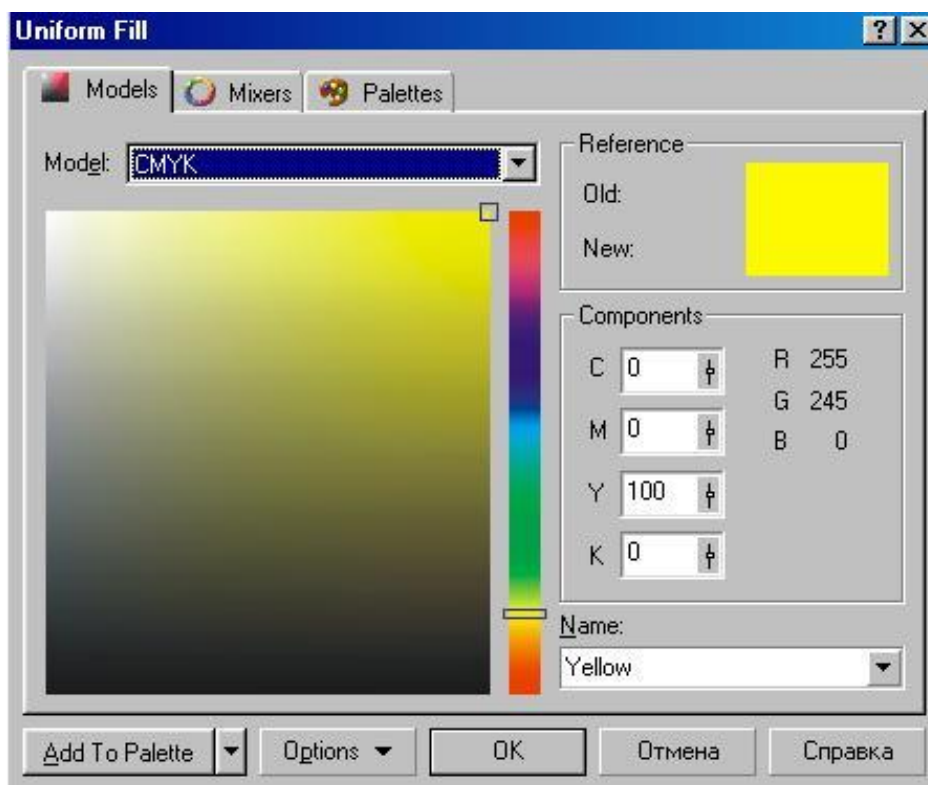 Uniform Fill
Models Mixers Palettes
Model: CMYK
Reference
Old:
New:
Components
C 0 R 255
M 0 G 245
Y 100 B 0
K 0
Name:
Yellow
Add To Palette Options OK Отмена Справка